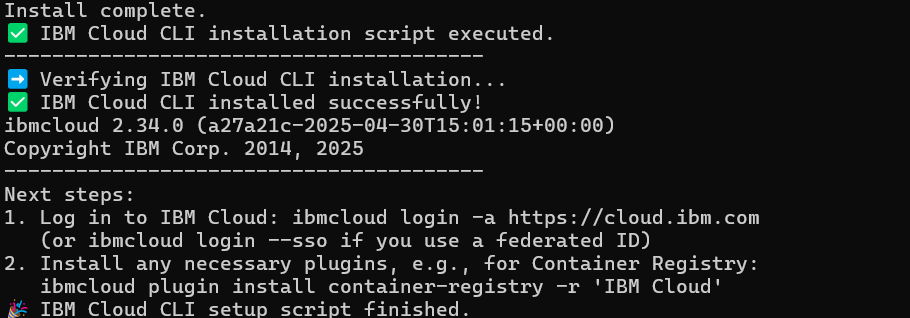 Install complete.
✅ IBM Cloud CLI installation script executed.
----------------------------------------
➡️ Verifying IBM Cloud CLI installation...
✅ IBM Cloud CLI installed successfully!
ibmcloud 2.34.0 (a27a21c-2025-04-30T15:01:15+00:00)
Copyright IBM Corp. 2014, 2025
----------------------------------------
Next steps:
1. Log in to IBM Cloud: ibmcloud login -a https://cloud.ibm.com
   (or ibmcloud login --sso if you use a federated ID)
2. Install any necessary plugins, e.g., for Container Registry:
   ibmcloud plugin install container-registry -r 'IBM Cloud'
🎉 IBM Cloud CLI setup script finished.